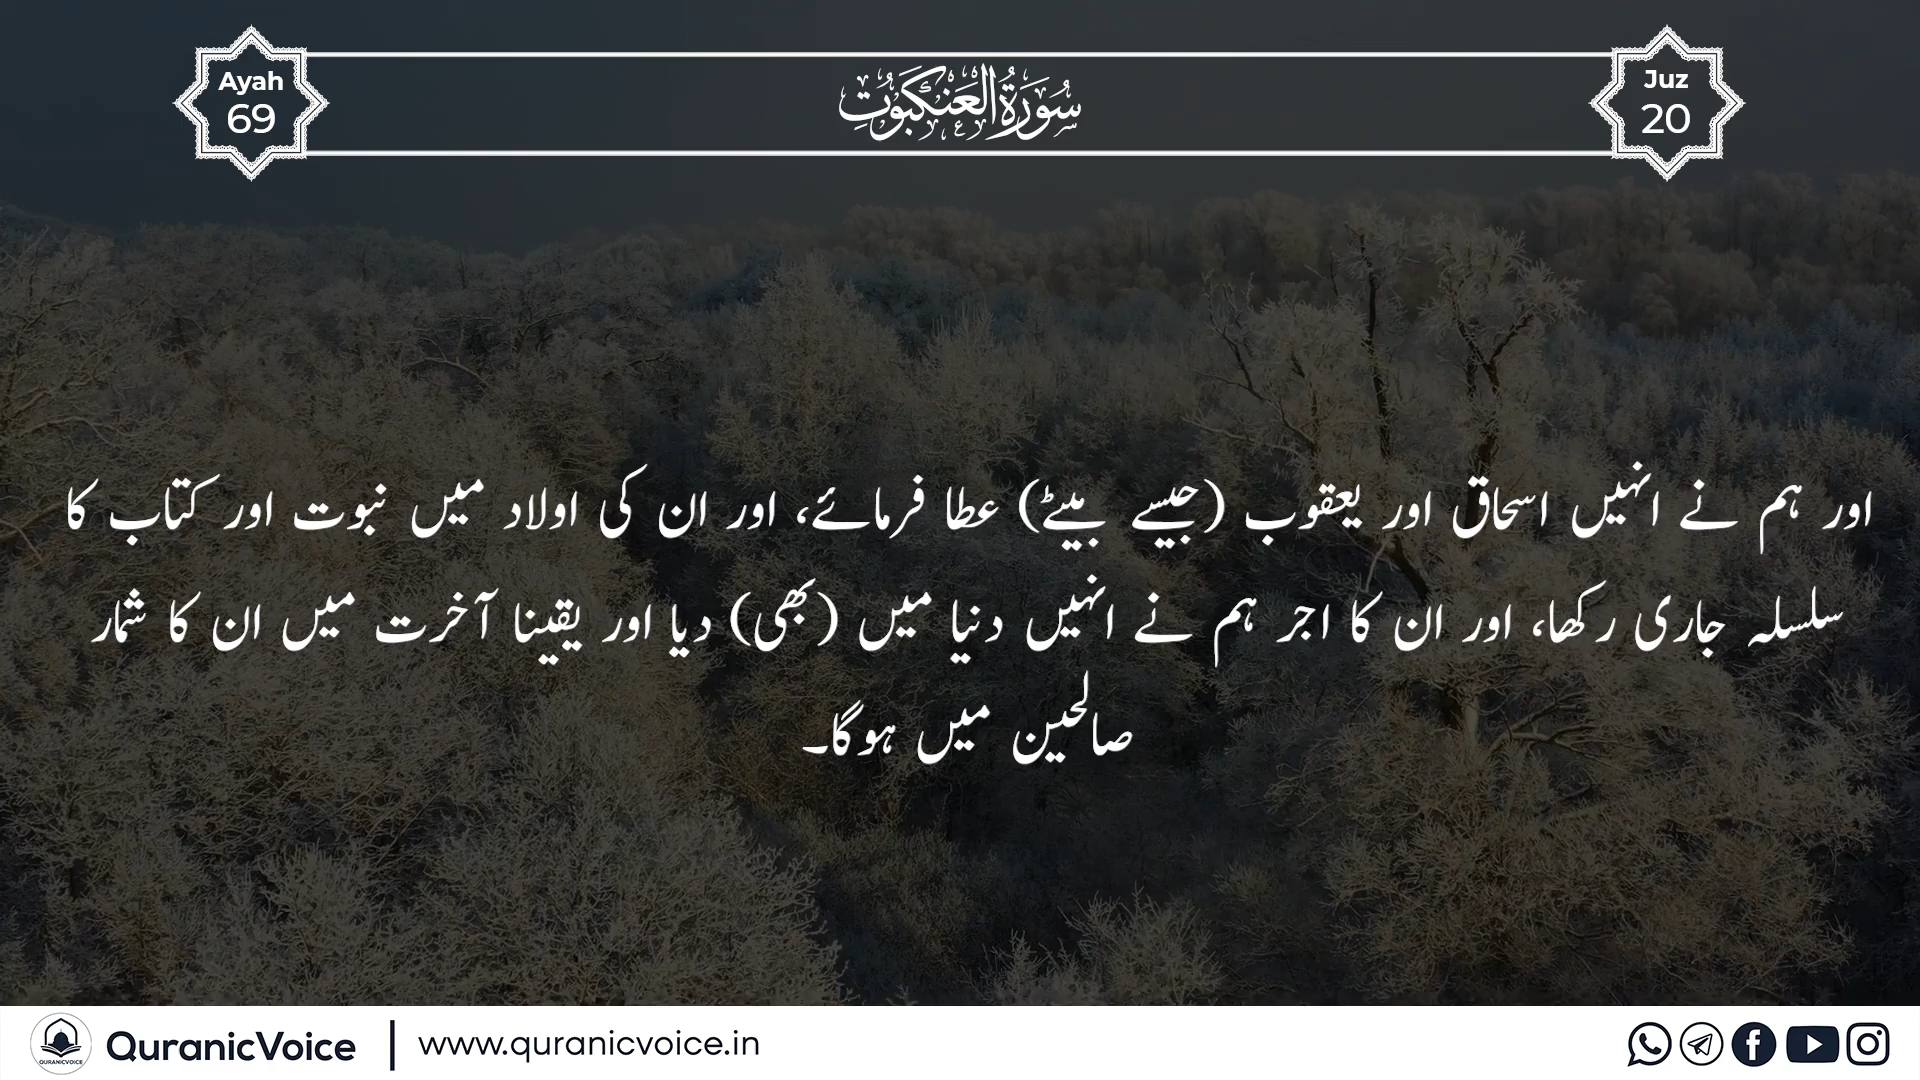 Ayah
69
سُورَةُ الْعَنكَبُوتِ
Juz
20
اور ہم نے انہیں اسحاق اور یعقوب (جیسے بیٹے) عطا فرمائے، اور ان کی اولاد میں نبوت اور کتاب کا
سلسلہ جاری رکھا، اور ان کا اجر ہم نے انہیں دنیا میں (بھی) دیا اور یقینا آخرت میں ان کا شمار
صالحین میں ہوگا۔
QURANICVOICE
QuranicVoice | www.quranicvoice.in